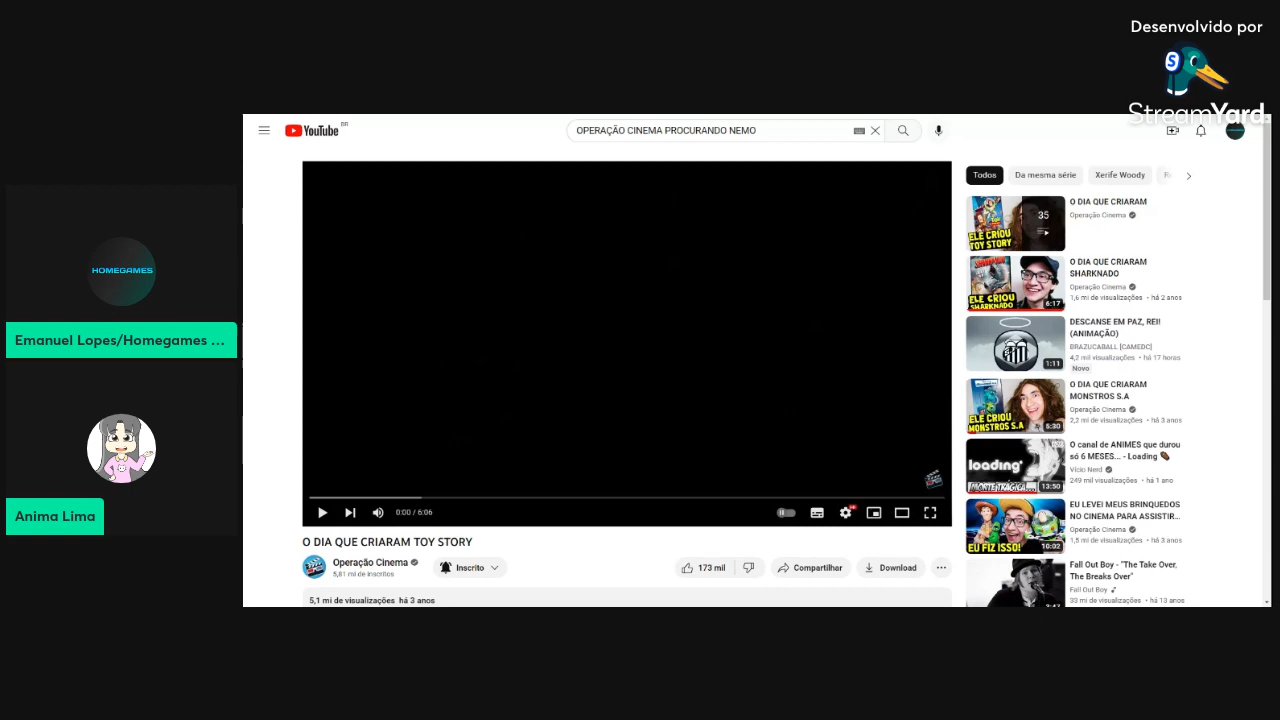 Desenvolvido por
S
StreamYard.
YouTube
BR
OPERAÇÃO CINEMA PROCURANDO NEMO
HOMEGAMES
Emanuel Lopes/Homegames ...
Anima Lima
0:00 / 6:06
O DIA QUE CRIARAM TOY STORY
Operação Cinema
5,81 mi de inscritos
Inscrito
173 mil
Compartilhar
Download
5,1 mi de visualizações há 3 anos
Todos
Da mesma série
Xerife Woody
35
ELE CRIOU
TOY STORY
O DIA QUE CRIARAM
Operação Cinema
ELE CRIOU
SHARKNADO
6:17
O DIA QUE CRIARAM
SHARKNADO
Operação Cinema
1,6 mi de visualizações • há 2 anos
1:11
DESCANSE EM PAZ, REI!
(ANIMAÇÃO)
BRAZUCABALL [CAMEDC]
4,2 mil visualizações • há 17 horas
Novo
ELE CRIOU
MONSTROS S.A
5:30
O DIA QUE CRIARAM
MONSTROS S.A
Operação Cinema
2,2 mi de visualizações • há 3 anos
loading
MORTE TRÁGICA...
13:50
O canal de ANIMES que durou
só 6 MESES... - Loading
Vício Nerd
249 mil visualizações • há 1 ano
EU FIZ ISSO!
10:02
EU LEVEI MEUS BRINQUEDOS
NO CINEMA PARA ASSISTIR...
Operação Cinema
1,5 mi de visualizações • há 3 anos
Fall Out Boy - "The Take Over,
The Breaks Over"
Fall Out Boy
33 mi de visualizações • há 13 anos